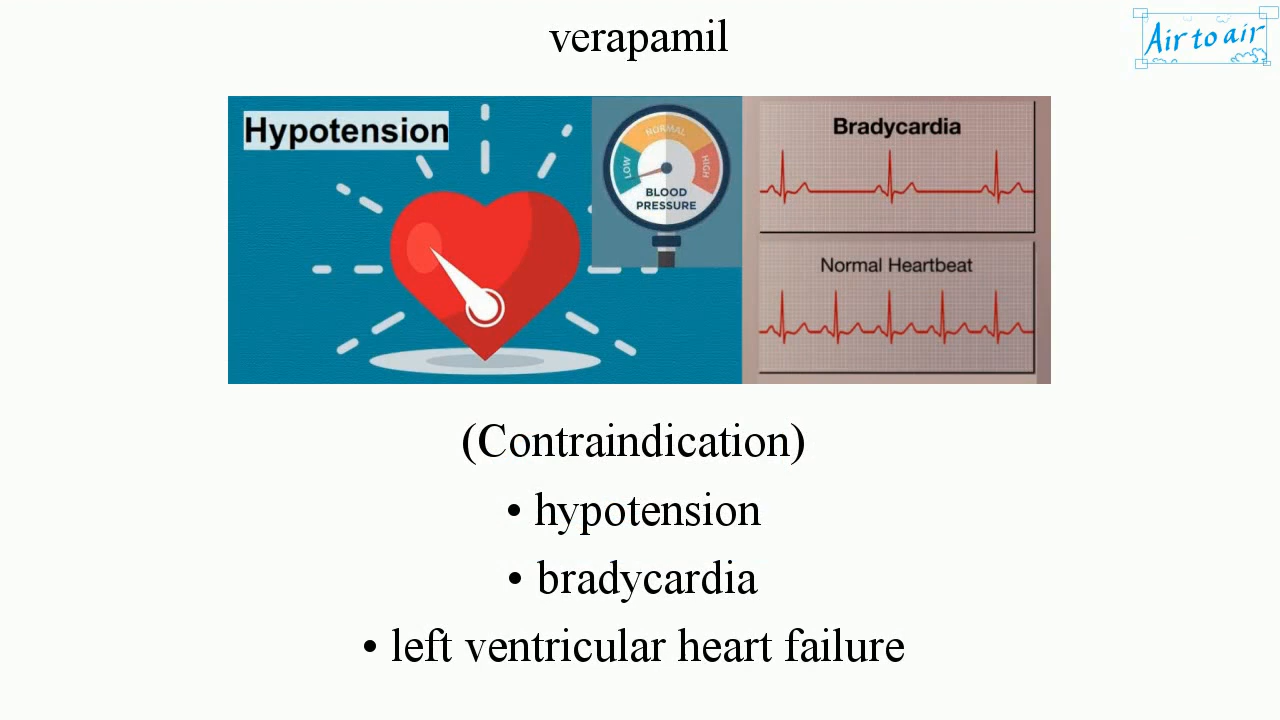 verapamil
Air to air
Hypotension
LOW
NORMAL
HIGH
BLOOD
PRESSURE
Bradycardia
Normal Heartbeat
(Contraindication)
• hypotension
• bradycardia
• left ventricular heart failure